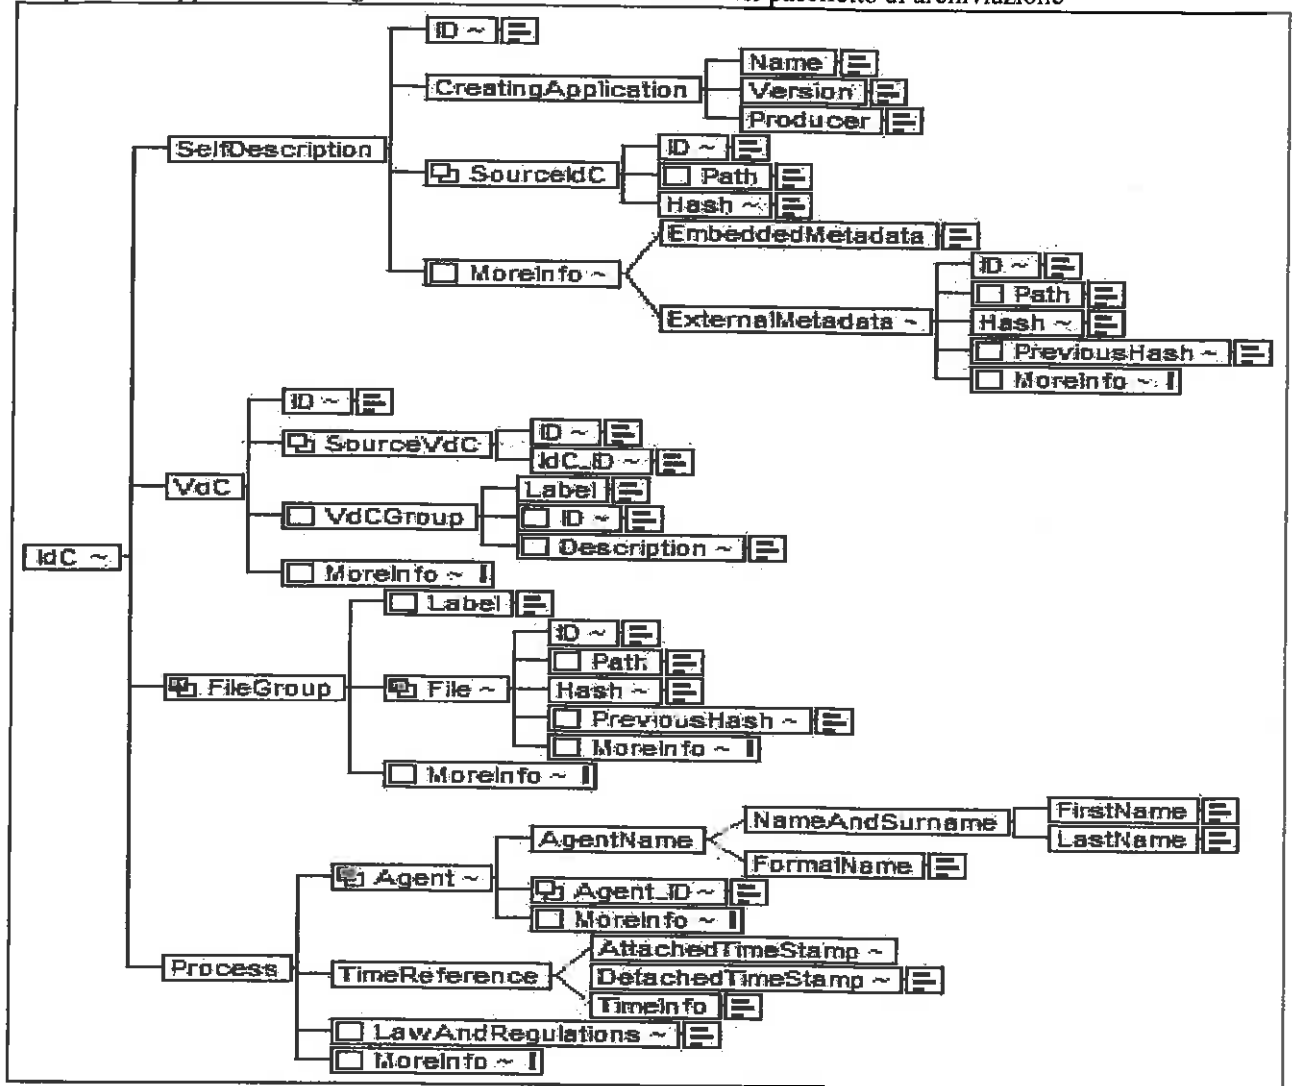 di archiviazione
ID ~
CreatingApplication
Name
Version
Producer
SelfDescription
SourceIdC
ID ~
Path
Hash ~
MoreInfo ~
EmbeddedMetadata
ExternalMetadata ~
ID ~
Path
Hash ~
PreviousHash ~
MoreInfo ~
IdC ~
VdC
ID ~
SourceVdC
ID ~
IdC_ID ~
VdCGroup
Label
ID ~
Description ~
MoreInfo ~
FileGroup
Label
File ~
ID ~
Path
Hash ~
PreviousHash ~
MoreInfo ~
MoreInfo ~
Process
Agent ~
AgentName
NameAndSurname
FirstName
LastName
FormalName
Agent_ID ~
MoreInfo ~
TimeReference
AttachedTimeStamp ~
DetachedTimeStamp ~
TimeInfo
LawAndRegulations ~
MoreInfo ~